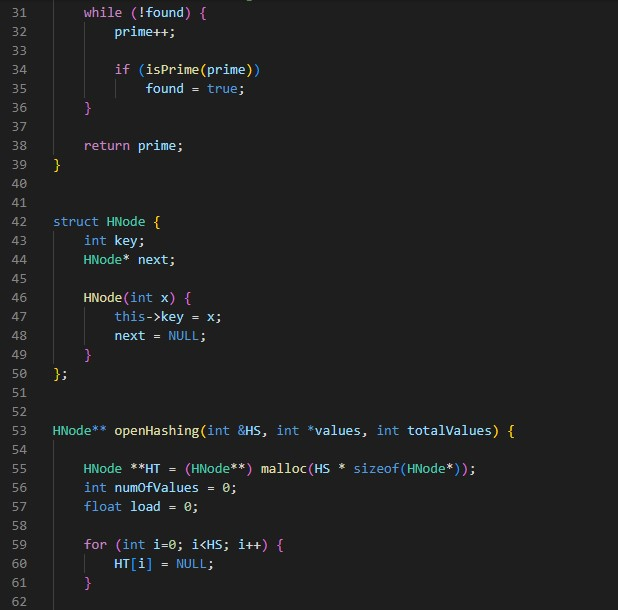 31 while (!found) {
32 prime++;
33
34 if (isPrime(prime))
35 found = true;
36 }
37
38 return prime;
39 }
40
41
42 struct HNode {
43 int key;
44 HNode* next;
45
46 HNode(int x) {
47 this->key = x;
48 next = NULL;
49 }
50 };
51
52
53 HNode** openHashing(int &HS, int *values, int totalValues) {
54
55 HNode **HT = (HNode**) malloc(HS * sizeof(HNode*));
56 int numOfValues = 0;
57 float load = 0;
58
59 for (int i=0; i<HS; i++) {
60 HT[i] = NULL;
61 }
62